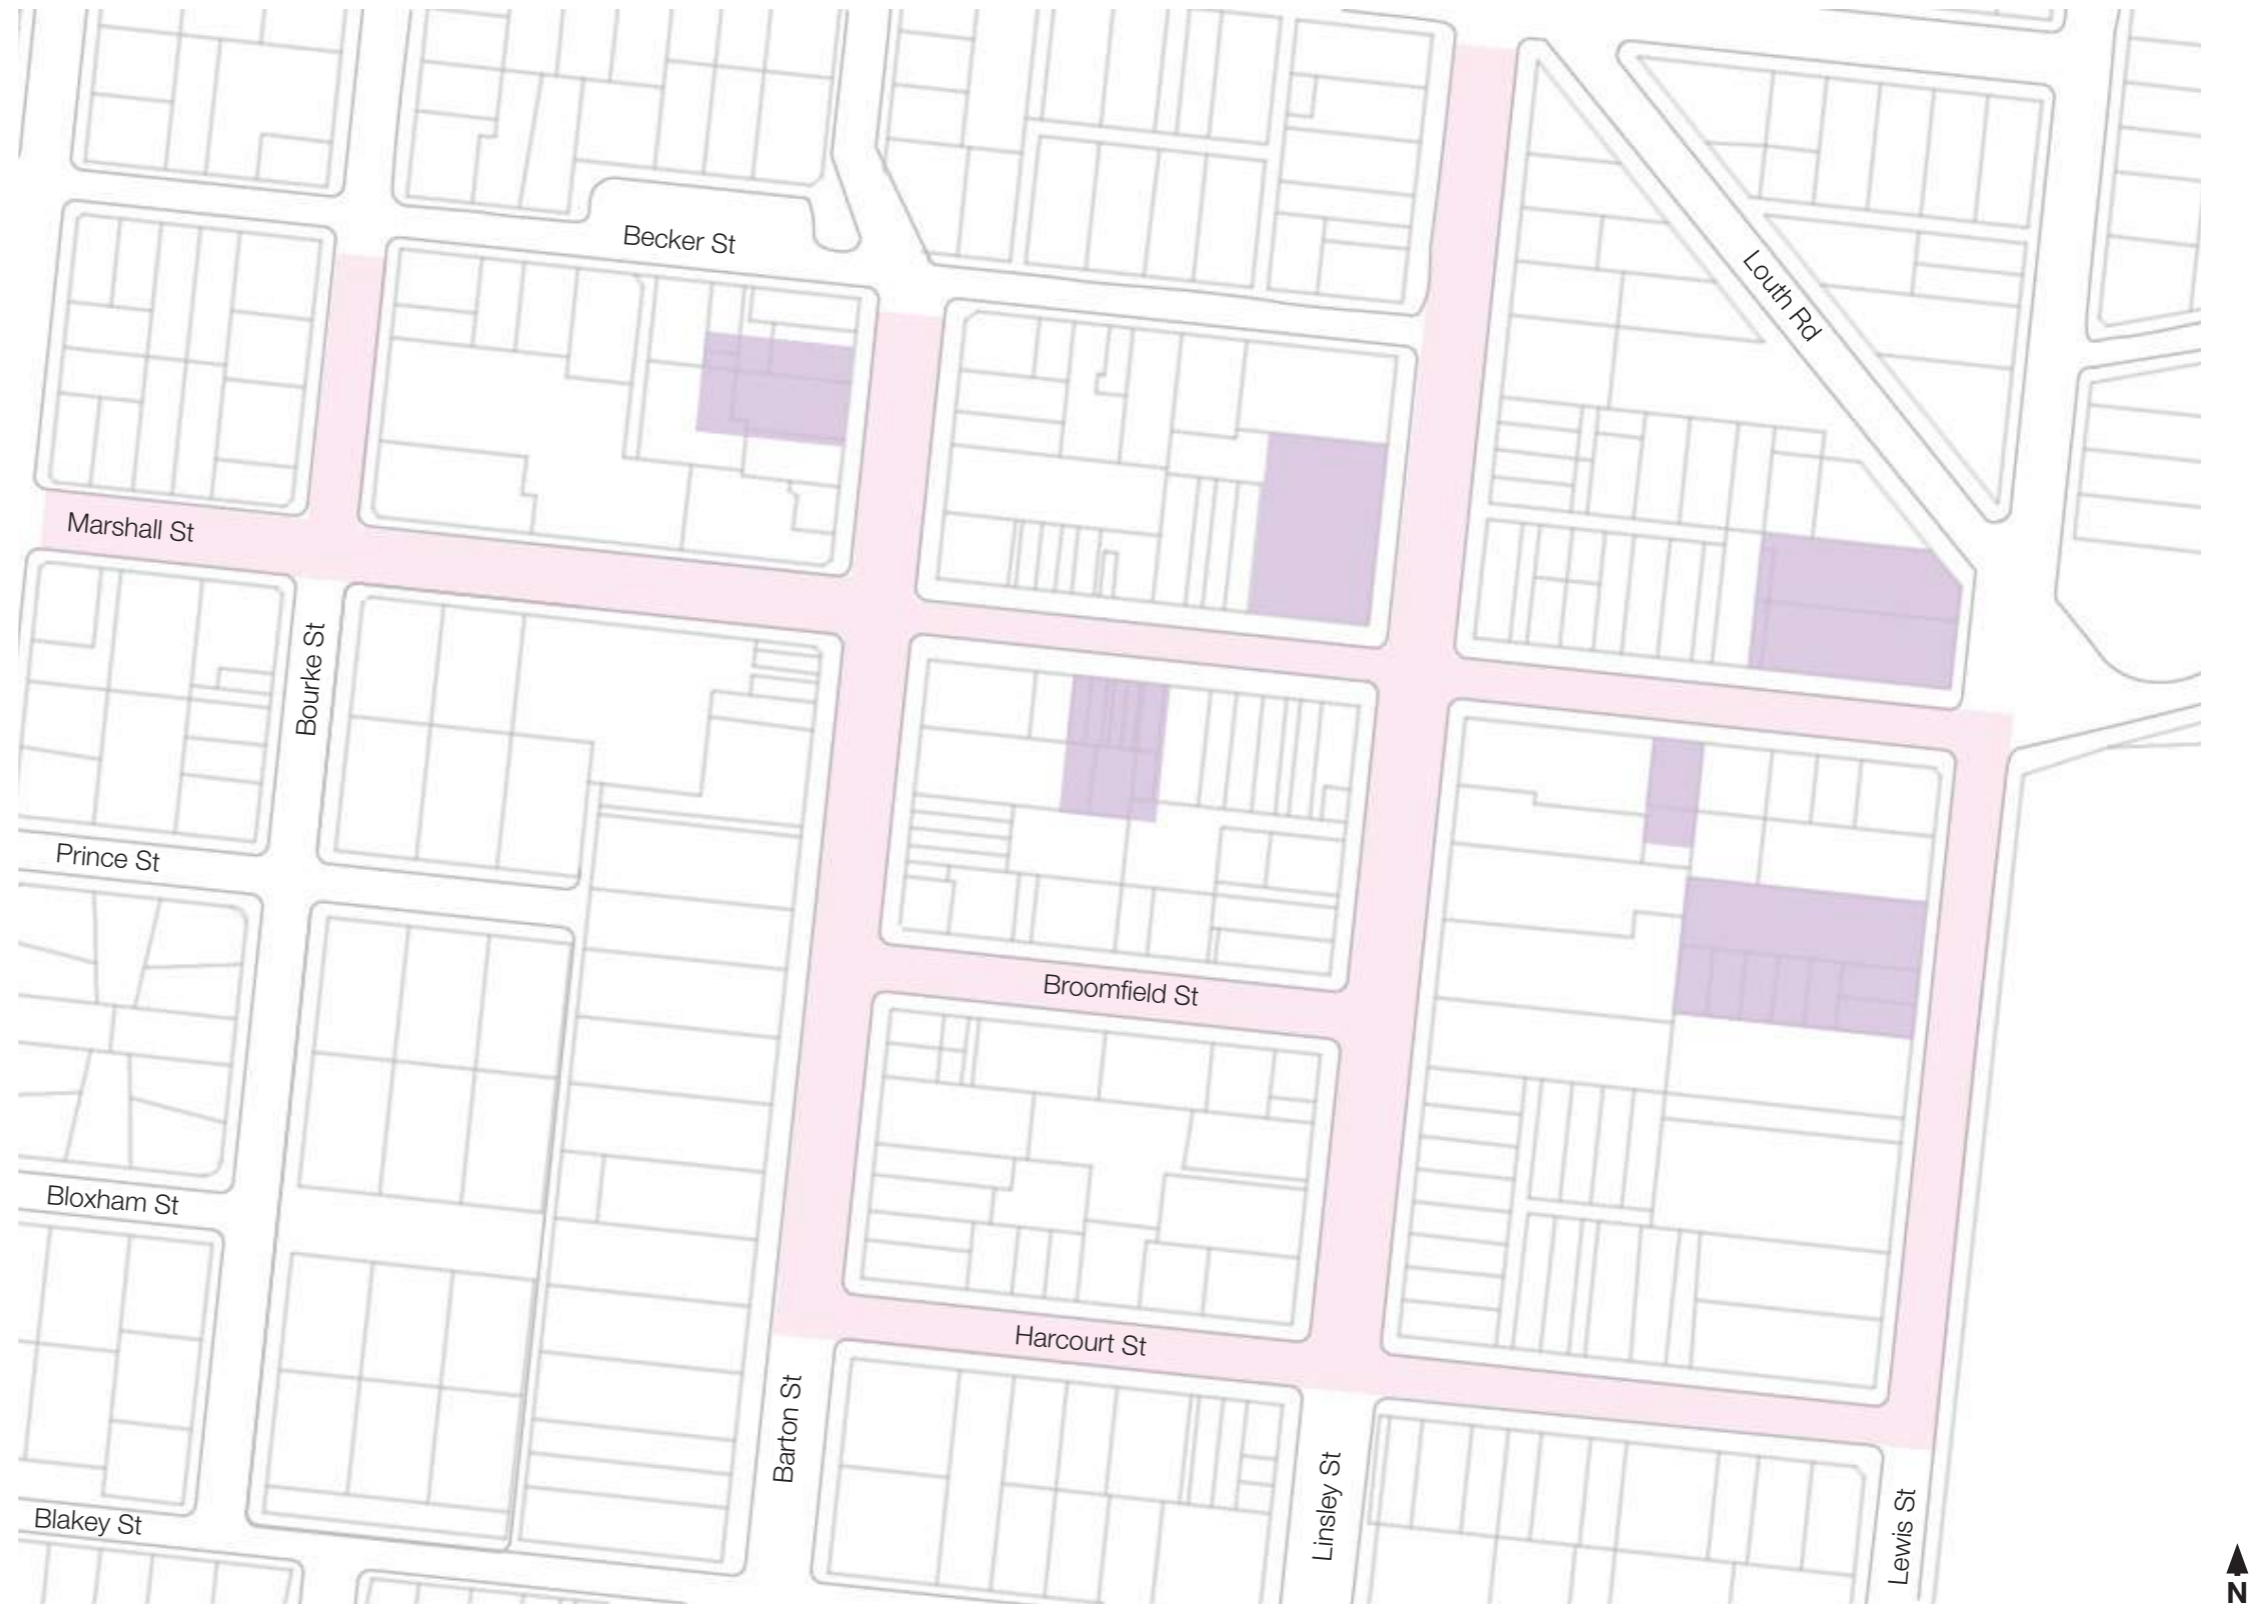 Becker St
Louth Rd
Marshall St
Bourke St
Prince St
Broomfield St
Bloxham St
Harcourt St
Barton St
Linsley St
Lewis St
Blakey St
N